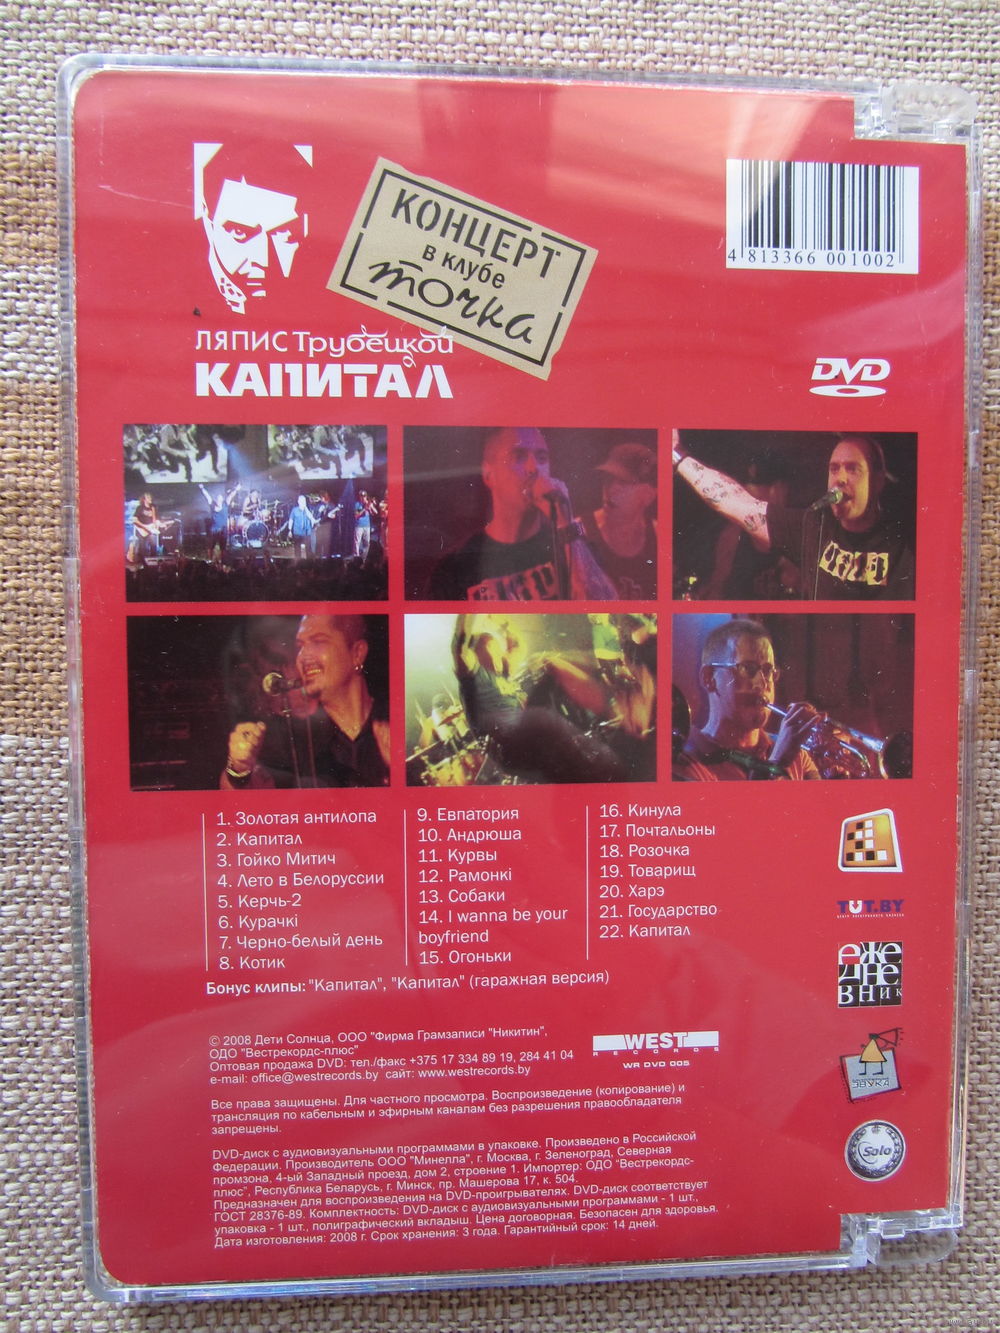 КОНЦЕРТ
в клубе
точка
4 813366 001002
ЛЯПИС Трубецкой
КАПИТАЛ
DVD
1. Золотая антилопа
2. Капитал
3. Гойко Митич
4. Лето в Белоруссии
5. Керчь-2
6. Курачкі
7. Черно-белый день
8. Котик
9. Евпатория
10. Андрюша
11. Курвы
12. Рамонкі
13. Собаки
14. I wanna be your
boyfriend
15. Огоньки
16. Кинула
17. Почтальоны
18. Розочка
19. Товарищ
20. Харэ
21. Государство
22. Капитал
Бонус клипы: "Капитал", "Капитал" (гаражная версия)
TUT.BY
ежедневник
ЗВУКА
Solo
© 2008 Дети Солнца, ООО "Фирма Грамзаписи "Никитин",
ОДО "Вестрекордс-плюс"
Оптовая продажа DVD: тел./факс +375 17 334 89 19, 284 41 04
e-mail: office@westrecords.by сайт: www.westrecords.by
WEST
RECORDS
WR DVD 005
Все права защищены. Для частного просмотра. Воспроизведение (копирование) и
трансляция по кабельным и эфирным каналам без разрешения правообладателя
запрещены.
DVD-диск с аудиовизуальными программами в упаковке. Произведено в Российской
Федерации. Производитель ООО "Минелла", г. Москва, г. Зеленоград, Северная
промзона, 4-ый Западный проезд, дом 2, строение 1. Импортер: ОДО "Вестрекордс-
плюс", Республика Беларусь, г. Минск, пр. Машерова 17, к. 504.
Предназначен для воспроизведения на DVD-проигрывателях. DVD-диск соответствует
ГОСТ 28376-89. Комплектность: DVD-диск с аудиовизуальными программами - 1 шт.,
упаковка - 1 шт., полиграфический вкладыш. Цена договорная. Безопасен для здоровья.
Дата изготовления: 2008 г. Срок хранения: 3 года. Гарантийный срок: 14 дней.